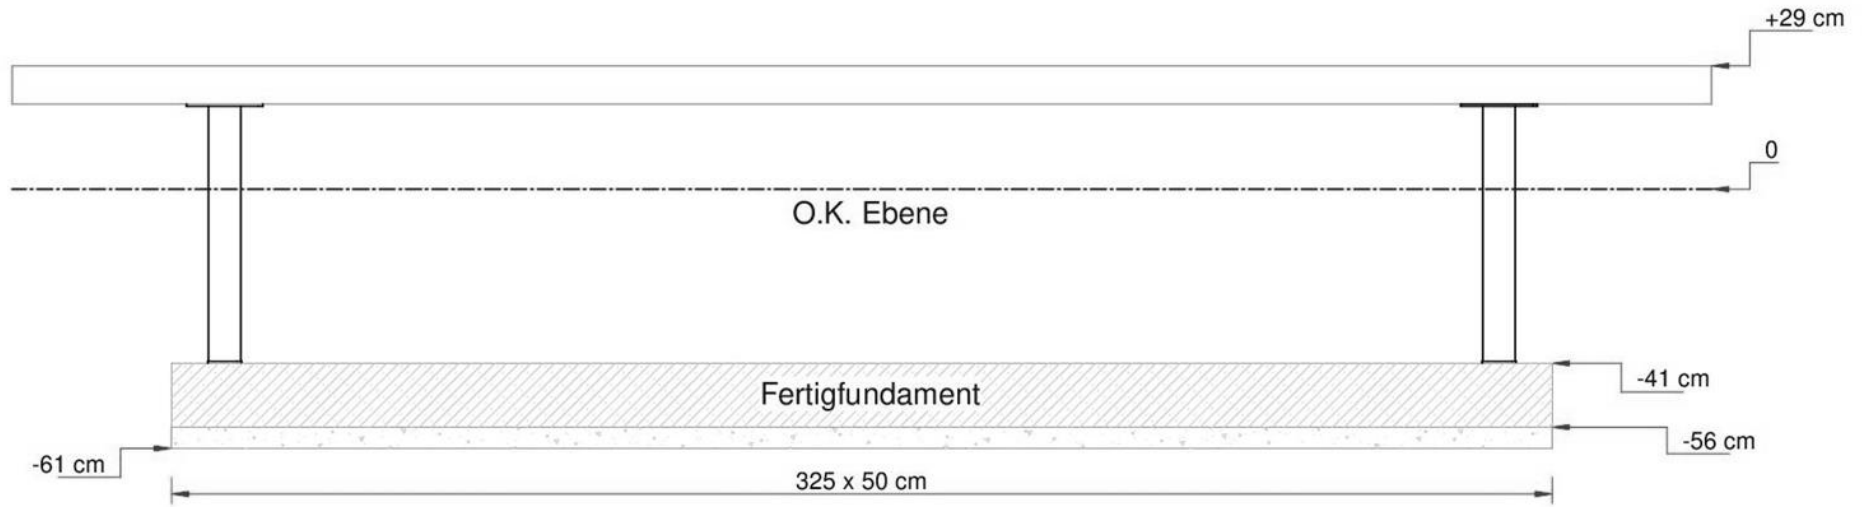 +29 cm
0
O.K. Ebene
Fertigfundament
-41 cm
-56 cm
-61 cm
325 x 50 cm